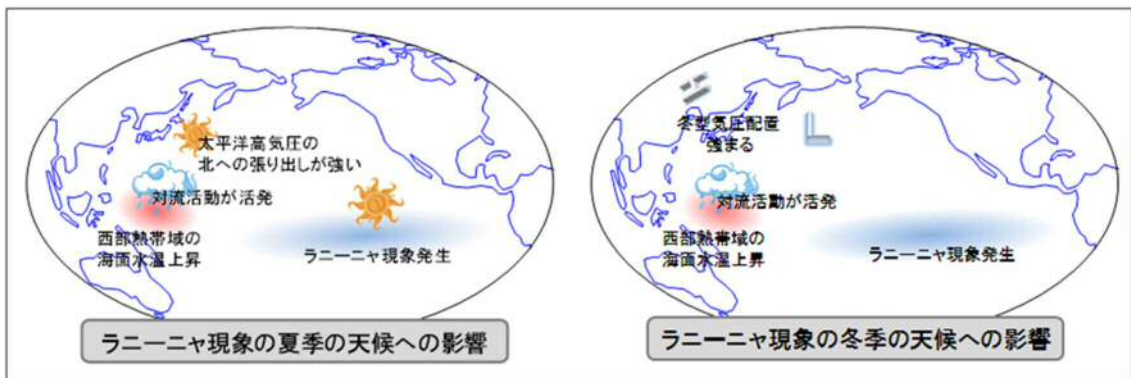 太平洋高気圧の
北への張り出しが強い
対流活動が活発
西部熱帯域の
海面水温上昇
ラニーニャ現象発生
ラニーニャ現象の夏季の天候への影響
H
冬型気圧配置
強まる
L
対流活動が活発
西部熱帯域の
海面水温上昇
ラニーニャ現象発生
ラニーニャ現象の冬季の天候への影響